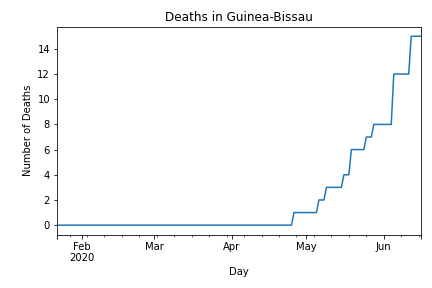 Deaths in Guinea-Bissau
Number of Deaths
14
12
10
8
6
4
2
0
Feb
2020
Mar
Apr
May
Jun
Day